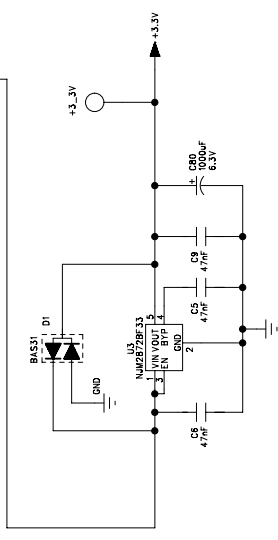 +3.3V
+3_3V
C80
1000uF
6.3V
+
D1
BAS31
GND
U3
NJM2872BF33
1
VIN
VOUT
5
3
EN
BYP
4
GND
2
C9
47nF
C5
47nF
C6
47nF